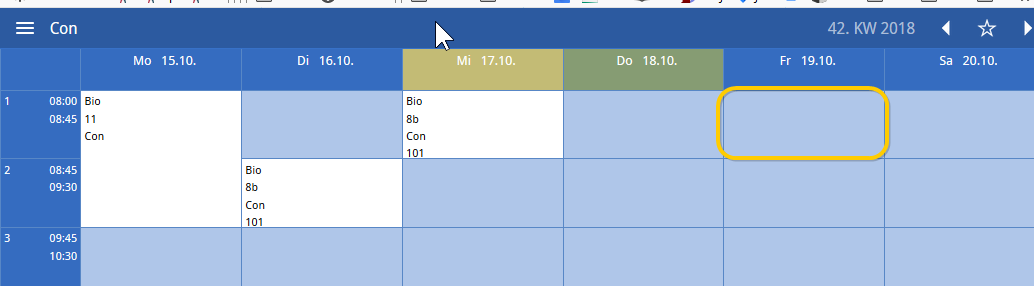 Con
42. KW 2018
Mo 15.10.
Di 16.10.
Mi 17.10.
Do 18.10.
Fr 19.10.
Sa 20.10.
1 08:00
08:45
Bio
11
Con
Bio
8b
Con
101
2 08:45
09:30
Bio
8b
Con
101
3 09:45
10:30